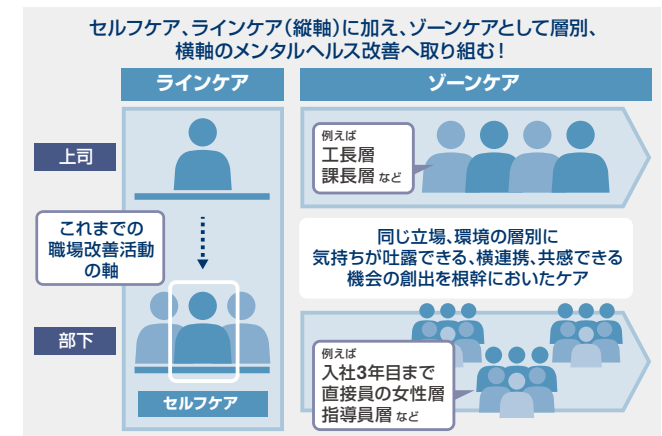 セルフケア、ラインケア（縦軸）に加え、ゾーンケアとして層別、
横軸のメンタルヘルス改善へ取り組む！
ラインケア
ゾーンケア
上司
例えば
工長層
課長層 など
これまでの
職場改善活動
の軸
同じ立場、環境の層別に
気持ちが吐露できる、横連携、共感できる
機会の創出を根幹においたケア
部下
セルフケア
例えば
入社3年目まで
直接員の女性層
指導員層 など